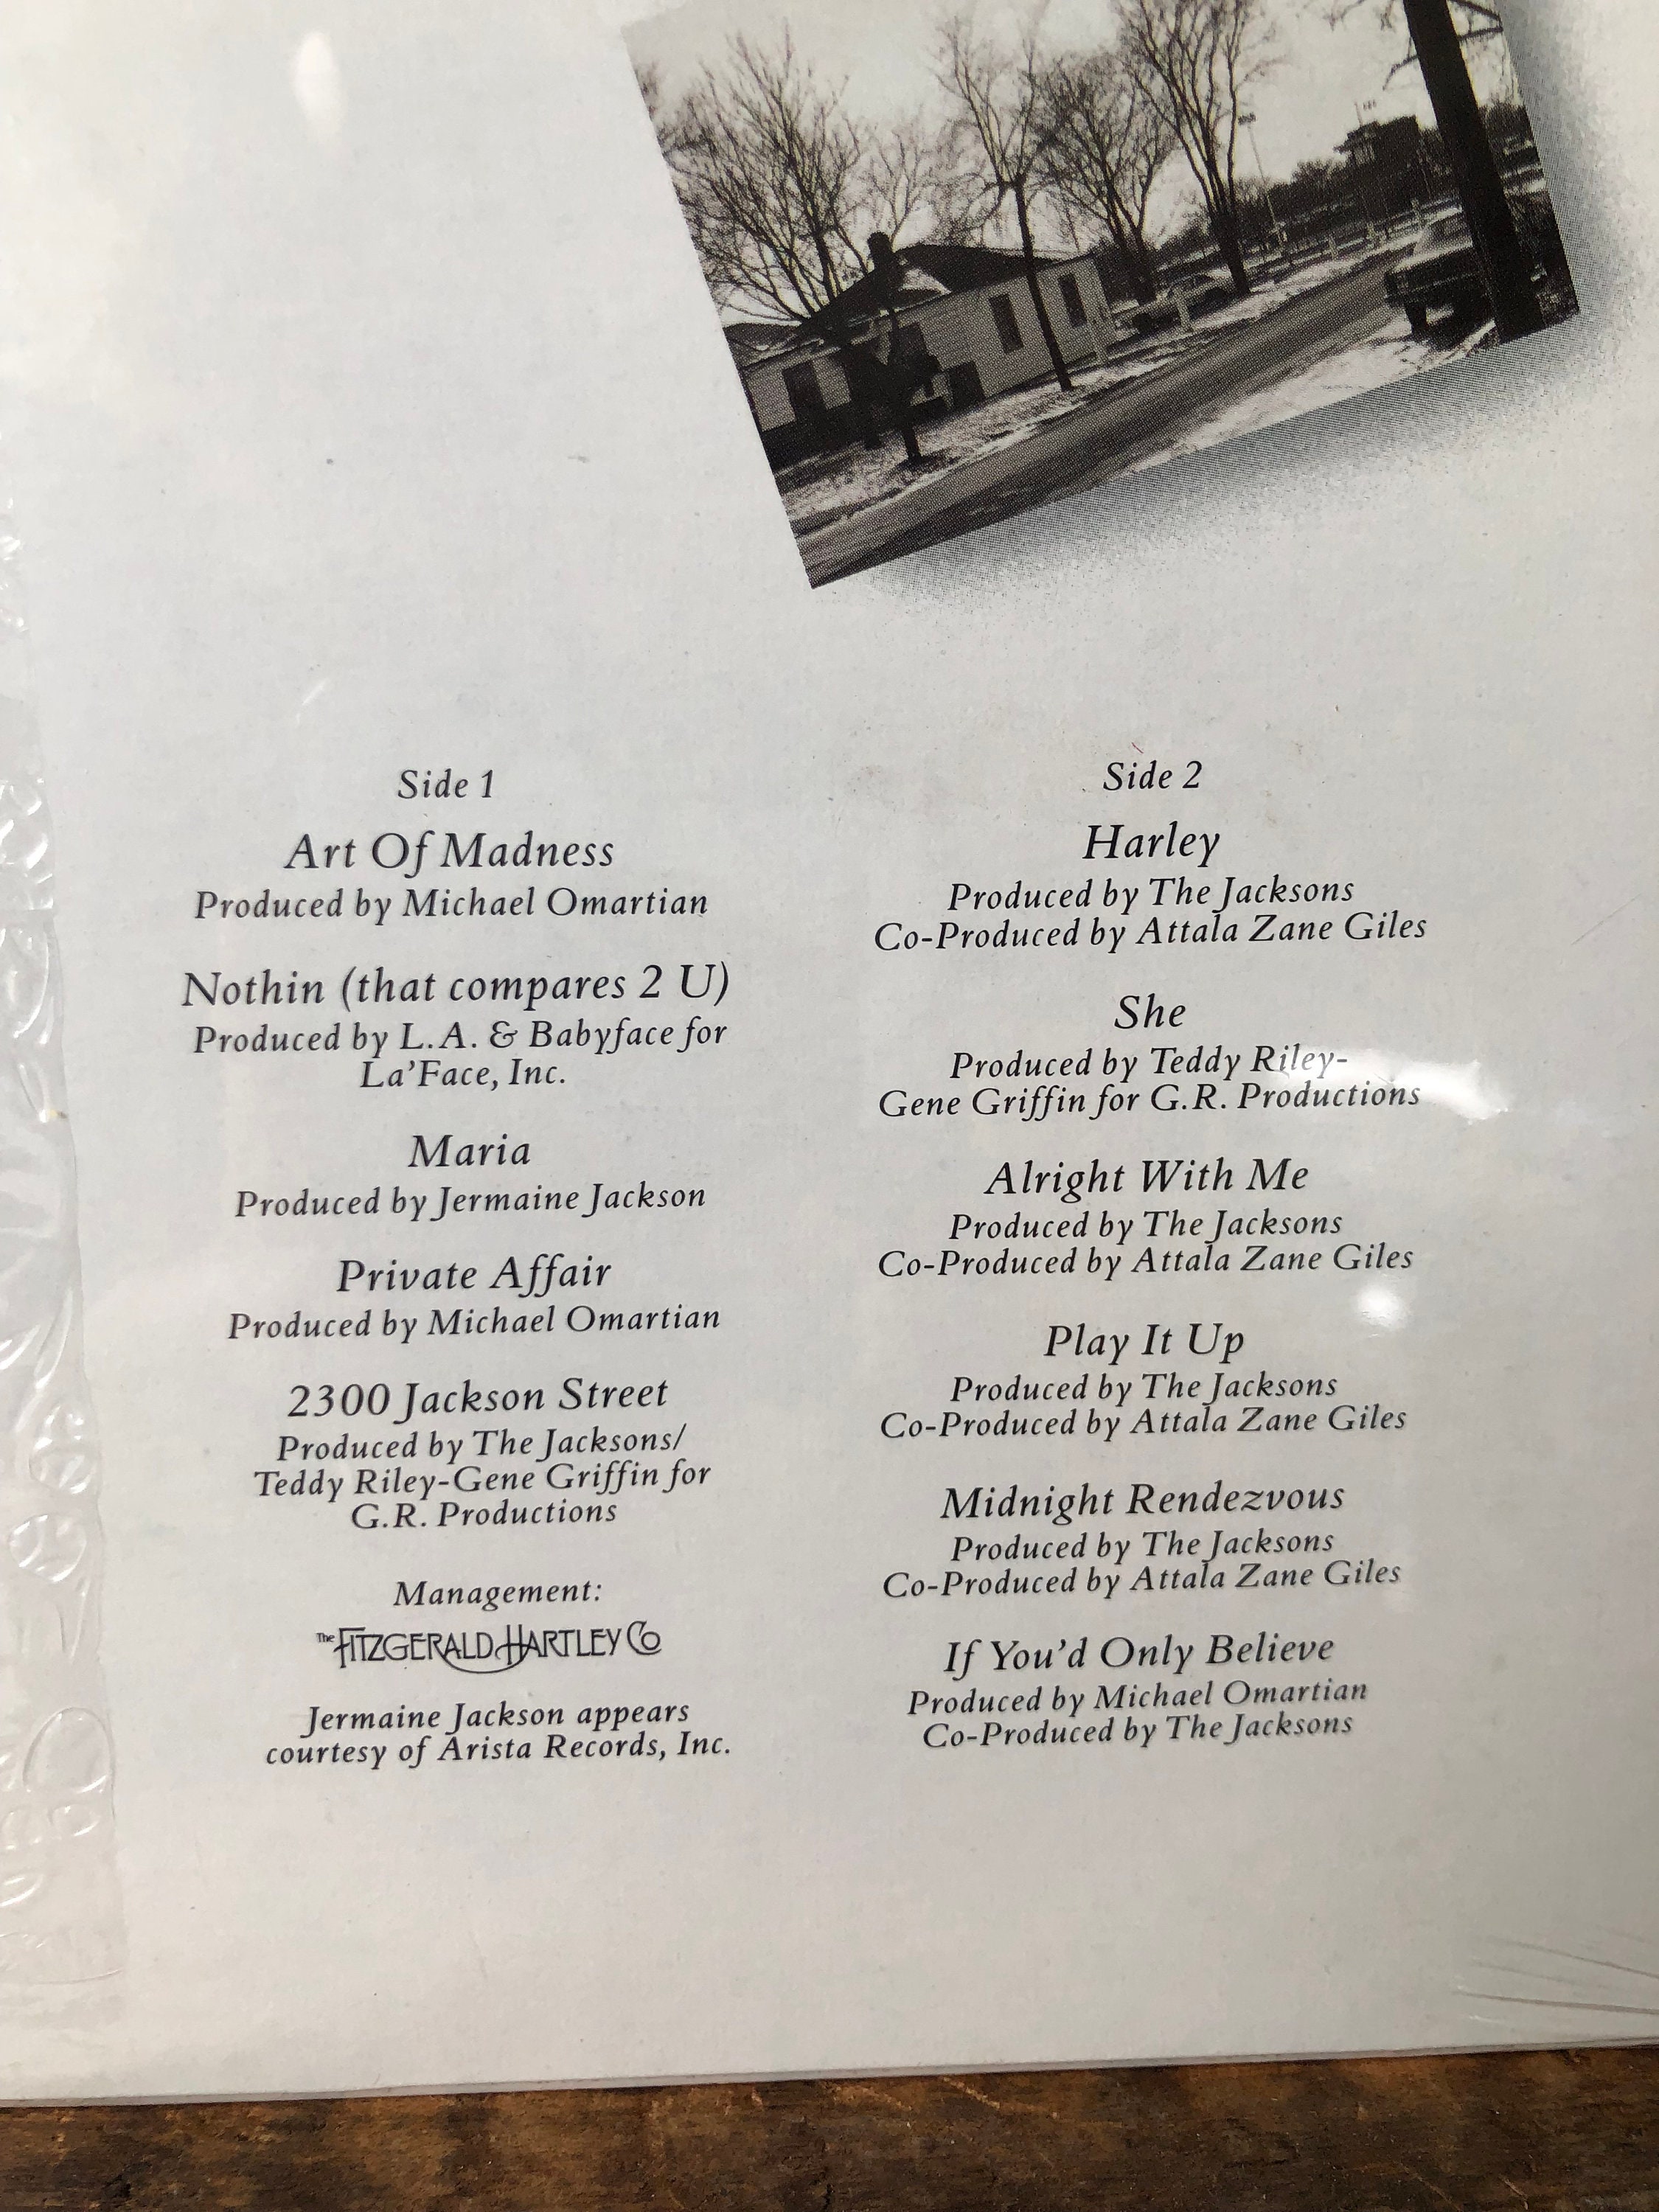 Side 1
Art Of Madness
Produced by Michael Omartian
Nothin (that compares 2 U)
Produced by L.A. & Babyface for
La'Face, Inc.
Maria
Produced by Jermaine Jackson
Private Affair
Produced by Michael Omartian
2300 Jackson Street
Produced by The Jacksons/
Teddy Riley-Gene Griffin for
G.R. Productions
Management:
The FITZGERALD HARTLEY CO
Jermaine Jackson appears
courtesy of Arista Records, Inc.
Side 2
Harley
Produced by The Jacksons
Co-Produced by Attala Zane Giles
She
Produced by Teddy Riley-
Gene Griffin for G.R. Productions
Alright With Me
Produced by The Jacksons
Co-Produced by Attala Zane Giles
Play It Up
Produced by The Jacksons
Co-Produced by Attala Zane Giles
Midnight Rendezvous
Produced by The Jacksons
Co-Produced by Attala Zane Giles
If You'd Only Believe
Produced by Michael Omartian
Co-Produced by The Jacksons